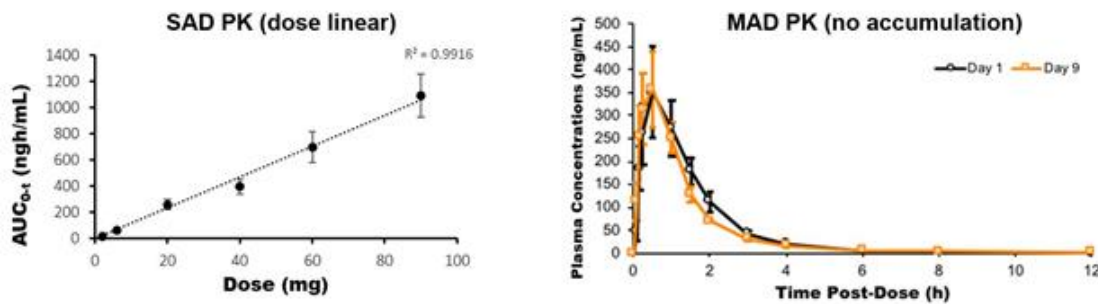 SAD PK (dose linear)
R² = 0.9916
AUC0-t (ngh/mL)
1400
1200
1000
800
600
400
200
0
0 20 40 60 80 100
Dose (mg)
MAD PK (no accumulation)
Day 1 Day 9
Plasma Concentrations (ng/mL)
500
450
400
350
300
250
200
150
100
50
0
0 2 4 6 8 10 12
Time Post-Dose (h)